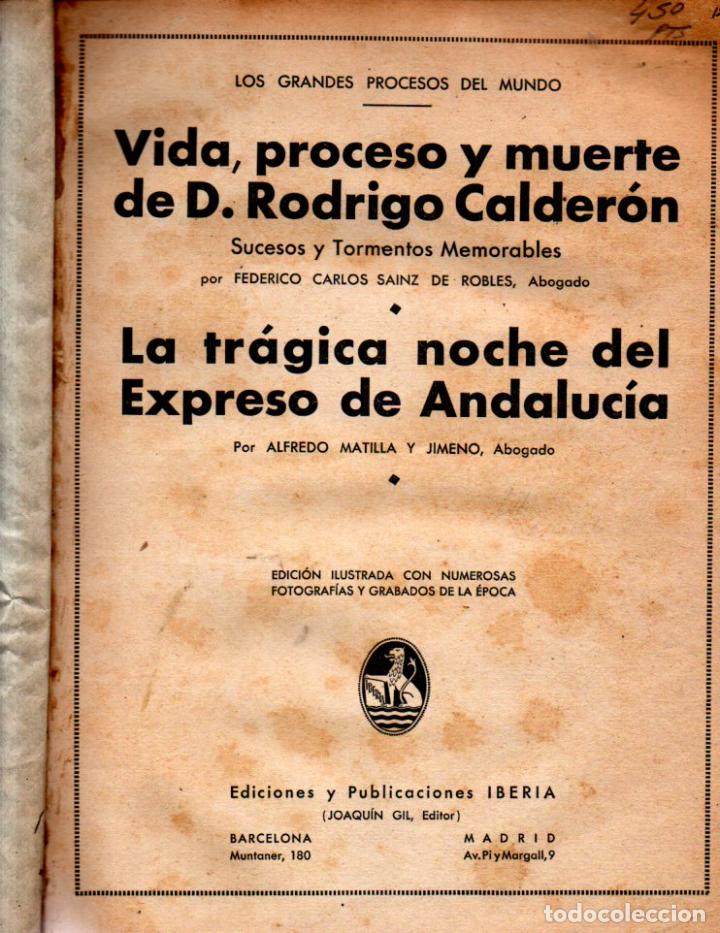 450
PTS
LOS GRANDES PROCESOS DEL MUNDO
Vida, proceso y muerte
de D. Rodrigo Calderón
Sucesos y Tormentos Memorables
por FEDERICO CARLOS SAINZ DE ROBLES, Abogado
La trágica noche del
Expreso de Andalucía
Por ALFREDO MATILLA Y JIMENO, Abogado
EDICIÓN ILUSTRADA CON NUMEROSAS
FOTOGRAFÍAS Y GRABADOS DE LA ÉPOCA
Ediciones y Publicaciones IBERIA
(JOAQUÍN GIL, Editor)
BARCELONA
Muntaner, 180
MADRID
Av. Pi y Margall, 9
todocoleccion